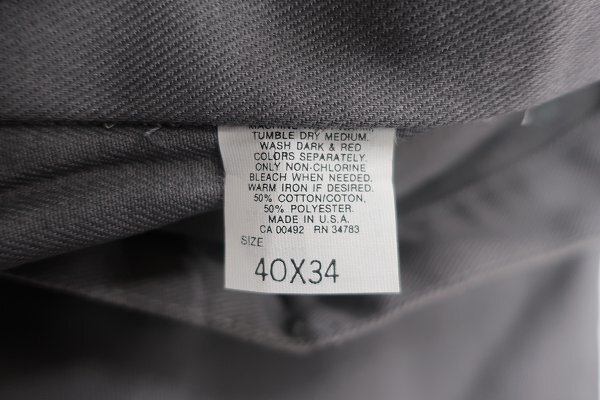 TUMBLE DRY MEDIUM.
WASH DARK & RED
COLORS SEPARATELY.
ONLY NON-CHLORINE
BLEACH WHEN NEEDED.
WARM IRON IF DESIRED.
50% COTTON/COTON.
50% POLYESTER.
MADE IN U.S.A.
CA 00492 RN 34783
SIZE
40X34